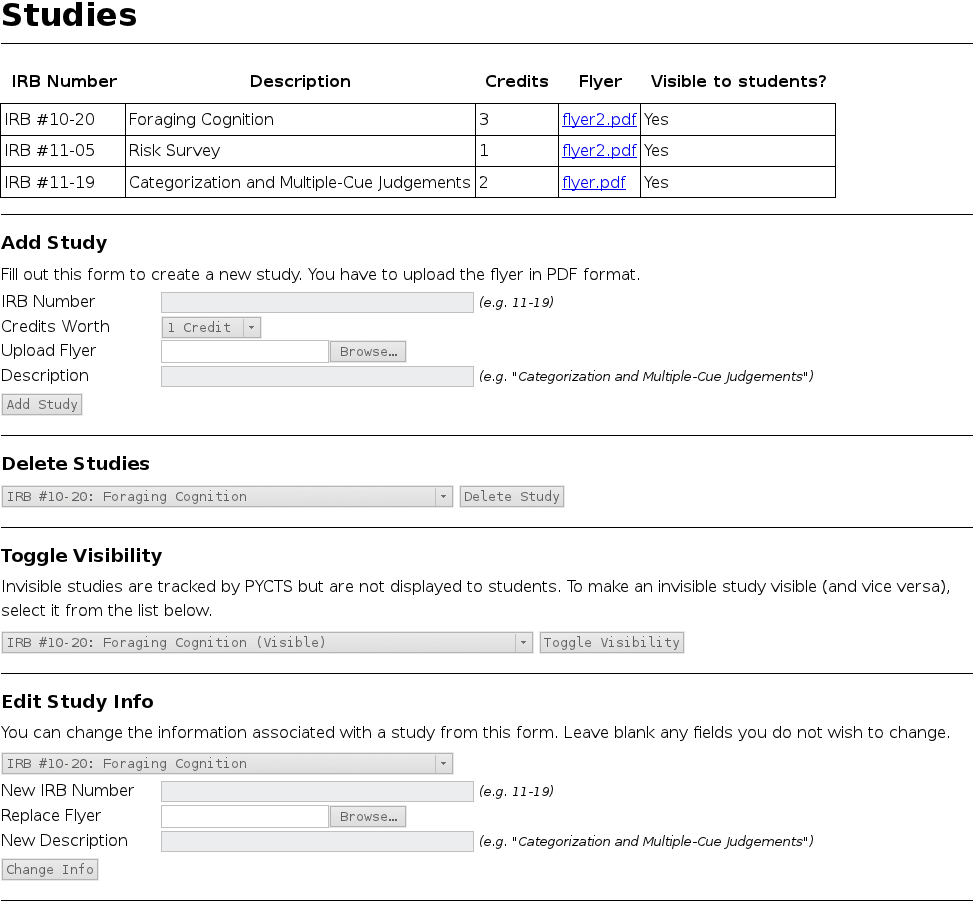 Studies
IRB Number Description Credits Flyer Visible to students?
IRB #10-20 Foraging Cognition 3 flyer2.pdf Yes
IRB #11-05 Risk Survey 1 flyer2.pdf Yes
IRB #11-19 Categorization and Multiple-Cue Judgements 2 flyer.pdf Yes
Add Study
Fill out this form to create a new study. You have to upload the flyer in PDF format.
IRB Number (e.g. 11-19)
Credits Worth 1 Credit
Upload Flyer Browse...
Description (e.g. "Categorization and Multiple-Cue Judgements")
Add Study
Delete Studies
IRB #10-20: Foraging Cognition Delete Study
Toggle Visibility
Invisible studies are tracked by PYCTS but are not displayed to students. To make an invisible study visible (and vice versa),
select it from the list below.
IRB #10-20: Foraging Cognition (Visible) Toggle Visibility
Edit Study Info
You can change the information associated with a study from this form. Leave blank any fields you do not wish to change.
IRB #10-20: Foraging Cognition
New IRB Number (e.g. 11-19)
Replace Flyer Browse...
New Description (e.g. "Categorization and Multiple-Cue Judgements")
Change Info